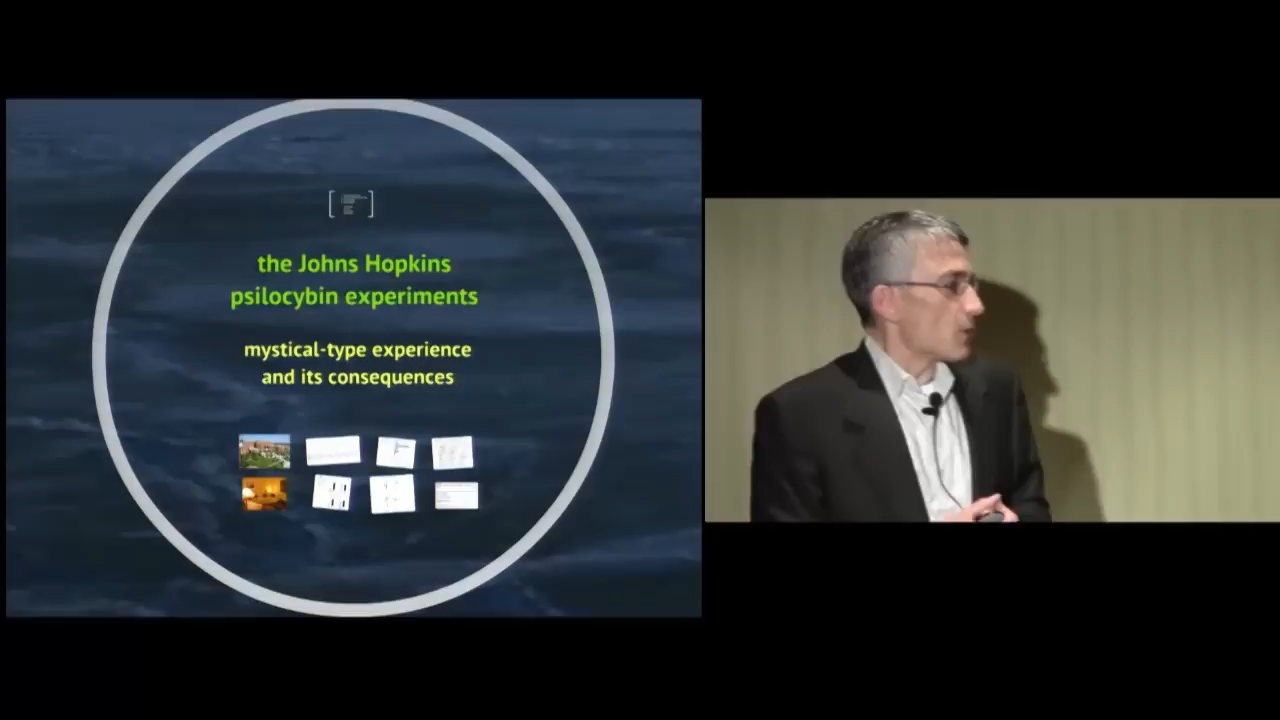 the Johns Hopkins
psilocybin experiments
mystical-type experience
and its consequences